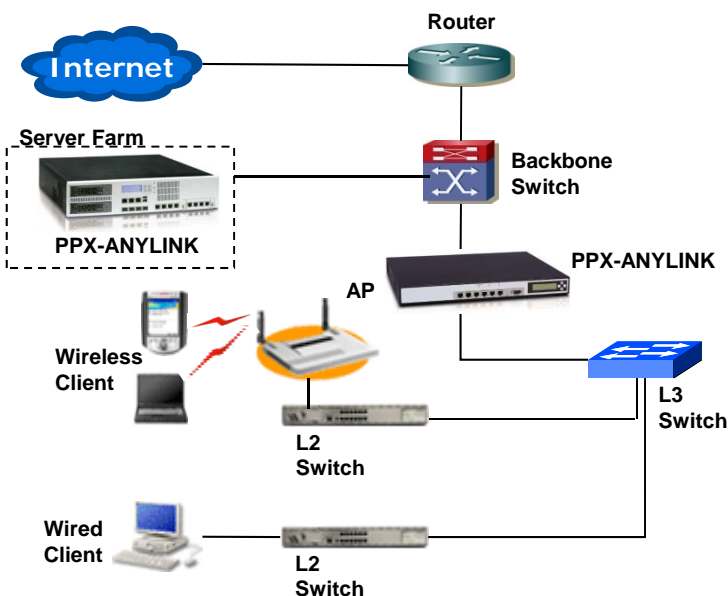 Router
Internet
Server Farm
Backbone
Switch
PPX-ANYLINK
PPX-ANYLINK
AP
Wireless
Client
L3
Switch
L2
Switch
Wired
Client
L2
Switch